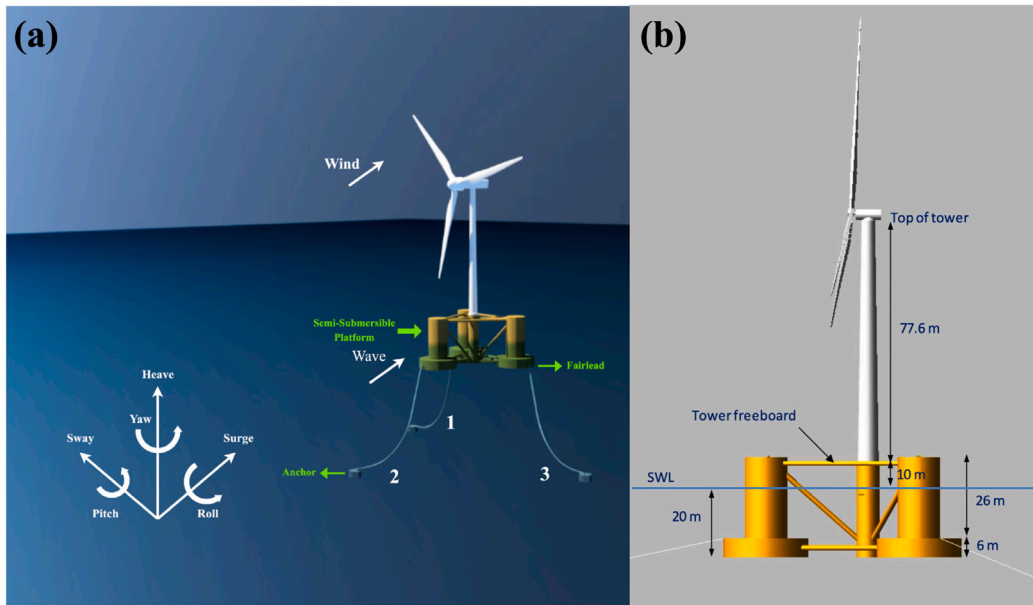 (a)
Wind
Semi-Submersible
Platform
Wave
Fairlead
Heave
Yaw
Sway
Surge
Pitch
Roll
Anchor
1
2
3
(b)
Top of tower
77.6 m
Tower freeboard
SWL
10 m
20 m
26 m
6 m